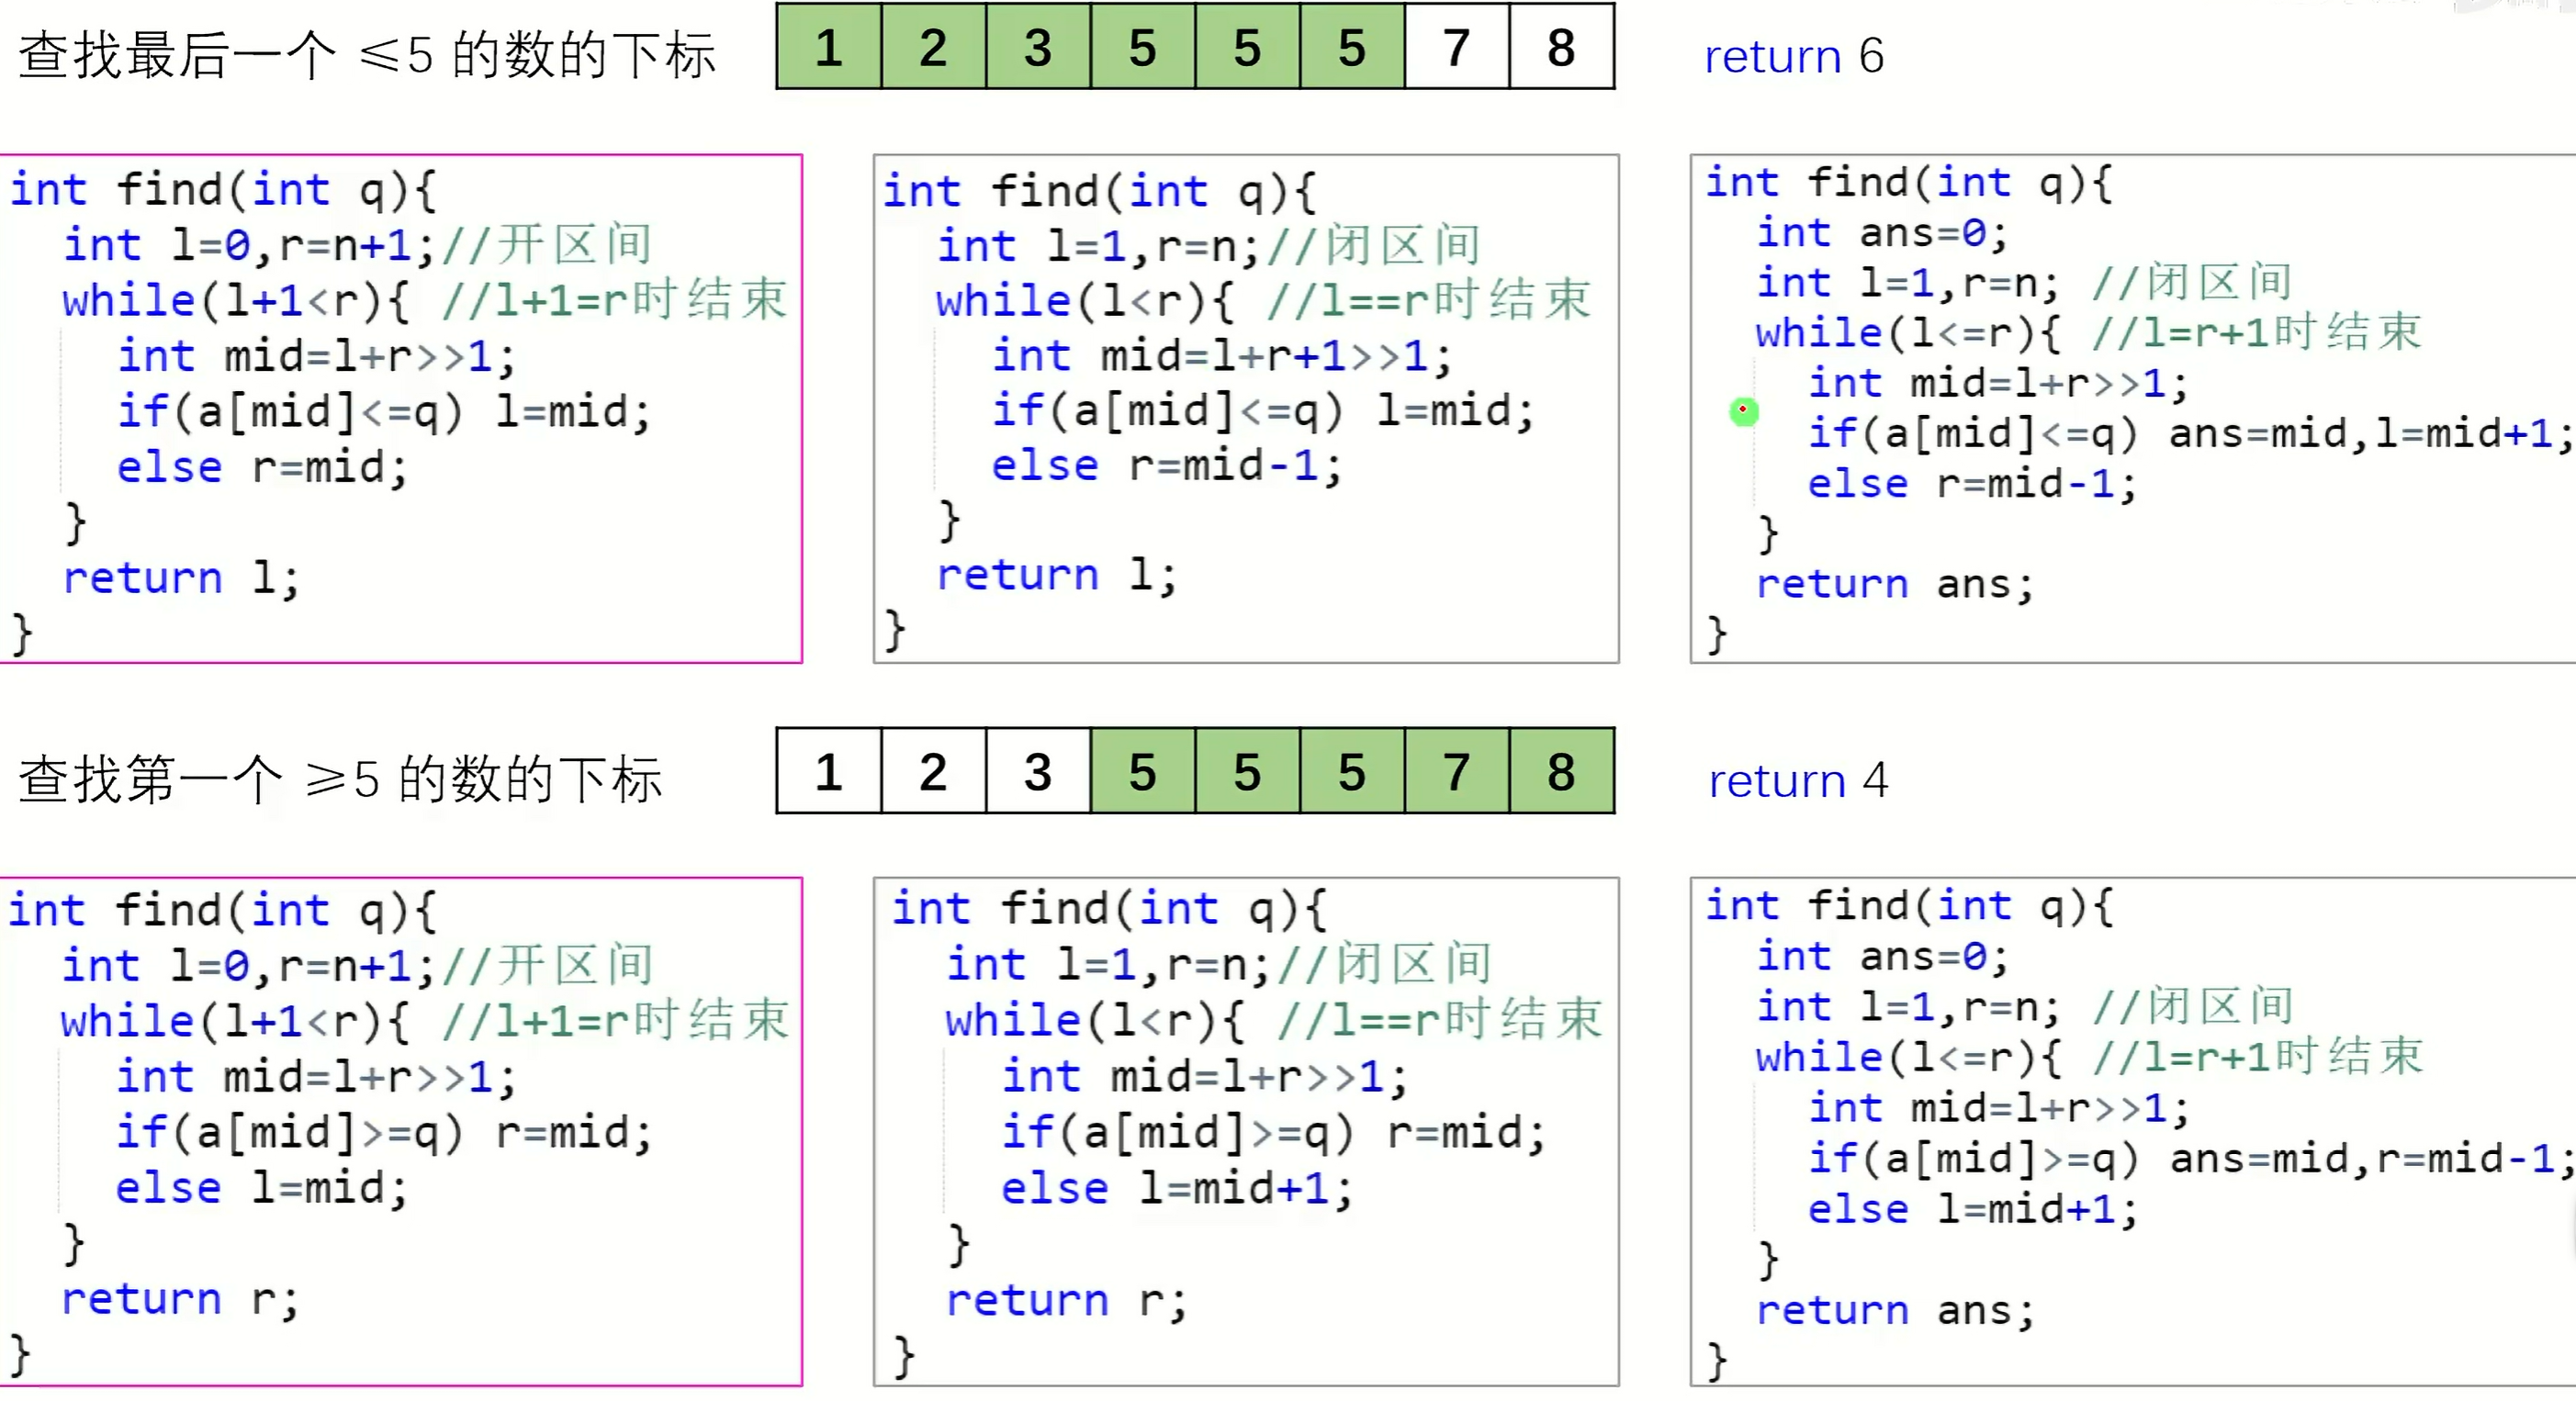 查找最后一个 ≤5 的数的下标
1 2 3 5 5 5 7 8
return 6
int find(int q){
int l=0,r=n+1;//开区间
while(l+1<r){ //l+1=r时结束
int mid=l+r>>1;
if(a[mid]<=q) l=mid;
else r=mid;
}
return l;
}
int find(int q){
int l=1,r=n;//闭区间
while(l<r){ //l==r时结束
int mid=l+r+1>>1;
if(a[mid]<=q) l=mid;
else r=mid-1;
}
return l;
}
int find(int q){
int ans=0;
int l=1,r=n; //闭区间
while(l<=r){ //l=r+1时结束
int mid=l+r>>1;
if(a[mid]<=q) ans=mid,l=mid+1;
else r=mid-1;
}
return ans;
}
查找第一个 ≥5 的数的下标
1 2 3 5 5 5 7 8
return 4
int find(int q){
int l=0,r=n+1;//开区间
while(l+1<r){ //l+1=r时结束
int mid=l+r>>1;
if(a[mid]>=q) r=mid;
else l=mid;
}
return r;
}
int find(int q){
int l=1,r=n;//闭区间
while(l<r){ //l==r时结束
int mid=l+r>>1;
if(a[mid]>=q) r=mid;
else l=mid+1;
}
return r;
}
int find(int q){
int ans=0;
int l=1,r=n; //闭区间
while(l<=r){ //l=r+1时结束
int mid=l+r>>1;
if(a[mid]>=q) ans=mid,r=mid-1;
else l=mid+1;
}
return ans;
}